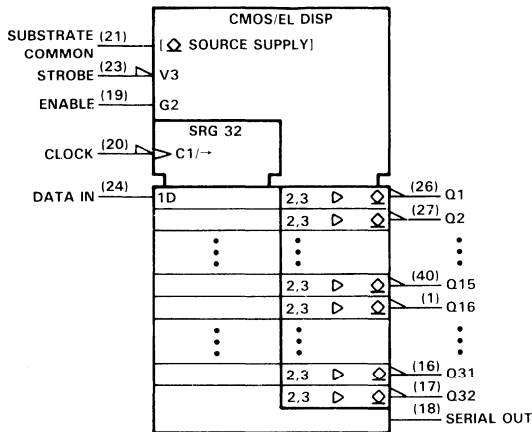 CMOS/EL DISP
SUBSTRATE COMMON (21) [◇ SOURCE SUPPLY]
STROBE (23) V3
ENABLE (19) G2
SRG 32
CLOCK (20) C1/→
DATA IN (24) 1D 2,3 (26) Q1
2,3 (27) Q2
2,3 (40) Q15
2,3 (1) Q16
2,3 (16) Q31
2,3 (17) Q32
(18) SERIAL OUT